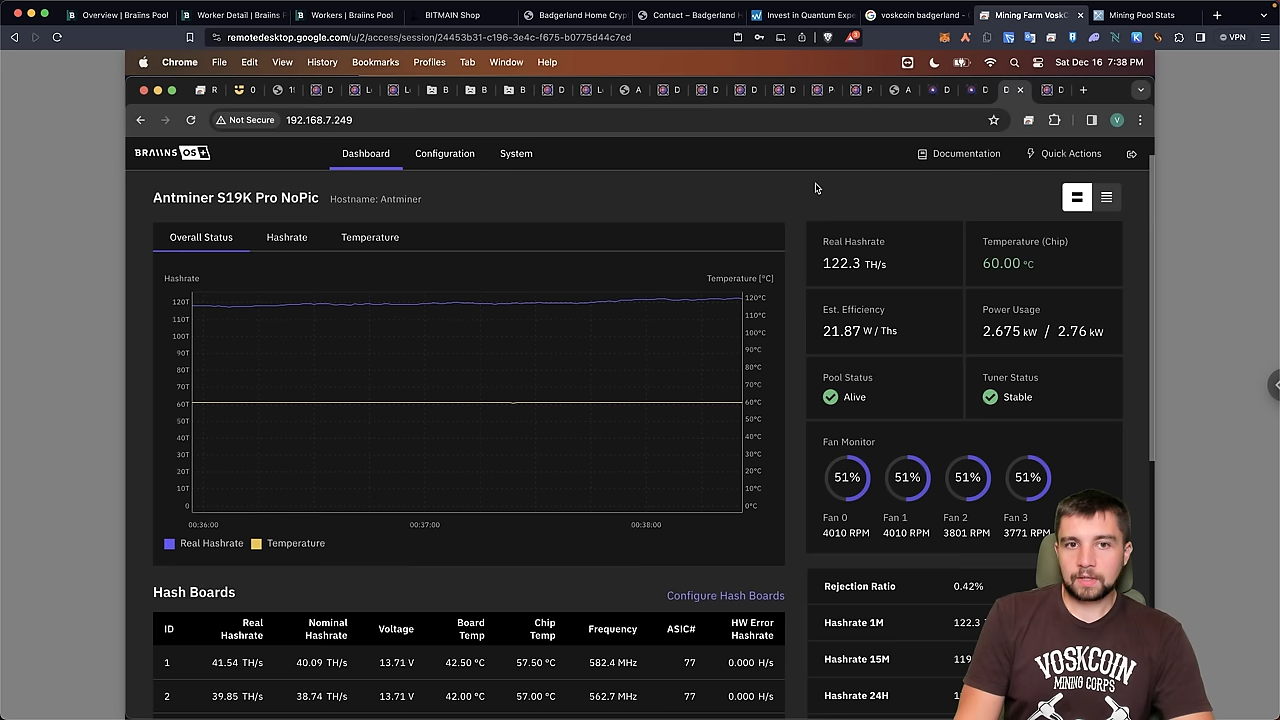 Overview | Braiins Pool
Worker Detail | Braiins P
Workers | Braiins Pool
BITMAIN Shop
Badgerland Home Cryp
Contact – Badgerland H
Invest in Quantum Expe
voskcoin badgerland -
Mining Farm VoskC
Mining Pool Stats
remotedesktop.google.com/u/2/access/session/24453b31-c196-3e4c-f675-b0775d44c7ed
VPN
Chrome File Edit View History Bookmarks Profiles Tab Window Help
Sat Dec 16 7:38 PM
Not Secure 192.168.7.249
BRAIINS OS+
Dashboard Configuration System
Documentation Quick Actions
Antminer S19K Pro NoPic Hostname: Antminer
Overall Status Hashrate Temperature
Hashrate Temperature [°C]
120T 120°C
110T 110°C
100T 100°C
90T 90°C
80T 80°C
70T 70°C
60T 60°C
50T 50°C
40T 40°C
30T 30°C
20T 20°C
10T 10°C
0 0°C
00:36:00 00:37:00 00:38:00
Real Hashrate Temperature
Real Hashrate
122.3 TH/s
Temperature (Chip)
60.00 °C
Est. Efficiency
21.87 W / Ths
Power Usage
2.675 kW / 2.76 kW
Pool Status
Alive
Tuner Status
Stable
Fan Monitor
51% 51% 51% 51%
Fan 0 Fan 1 Fan 2 Fan 3
4010 RPM 4010 RPM 3801 RPM 3771 RPM
Hash Boards Configure Hash Boards
ID Real Hashrate Nominal Hashrate Voltage Board Temp Chip Temp Frequency ASIC# HW Error Hashrate
1 41.54 TH/s 40.09 TH/s 13.71 V 42.50 °C 57.50 °C 582.4 MHz 77 0.000 H/s
2 39.85 TH/s 38.74 TH/s 13.71 V 42.00 °C 57.00 °C 562.7 MHz 77 0.000 H/s
Rejection Ratio 0.42%
Hashrate 1M 122.3
Hashrate 15M 119
Hashrate 24H
VOSKCOIN
MINING CORPS